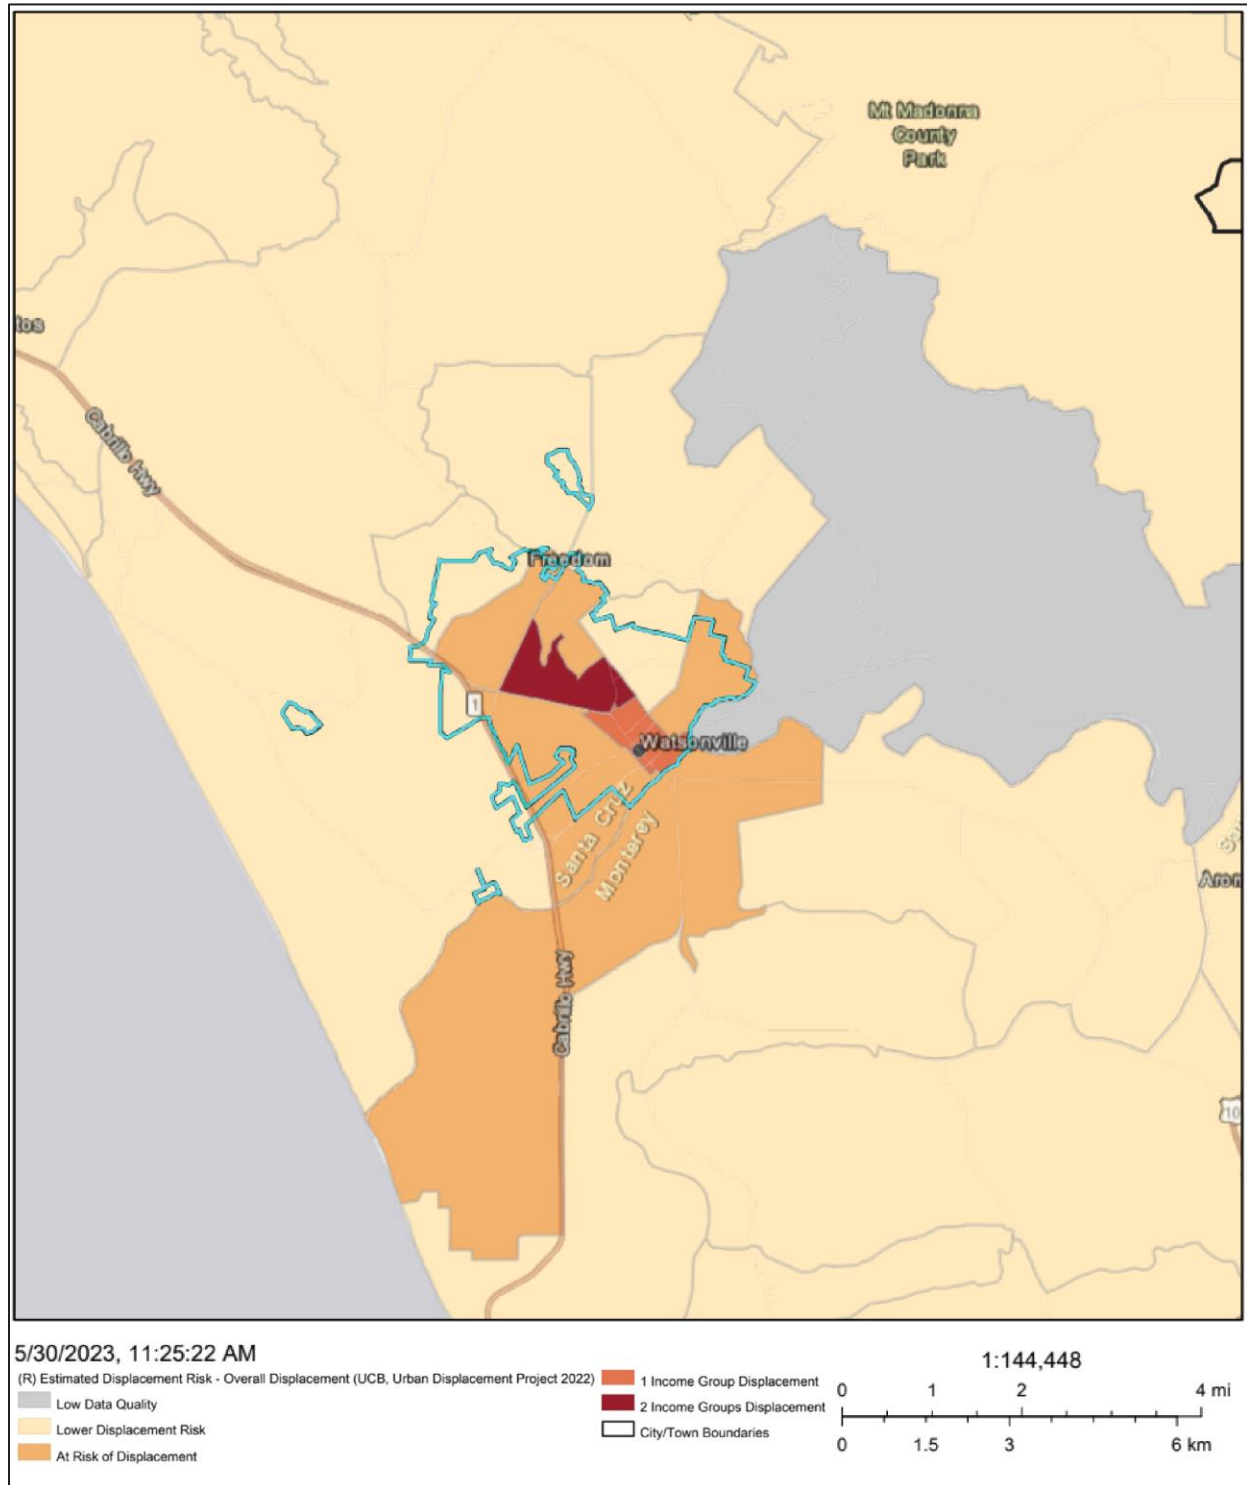 Mt Madonna
County
Park
tos
Cabrillo Hwy
Freedom
1
Watsonville
Santa Cruz
Monterey
Aron
Cabrillo Hwy
10
5/30/2023, 11:25:22 AM
(R) Estimated Displacement Risk - Overall Displacement (UCB, Urban Displacement Project 2022)
Low Data Quality
Lower Displacement Risk
At Risk of Displacement
1 Income Group Displacement
2 Income Groups Displacement
City/Town Boundaries
1:144,448
0 1 2 4 mi
0 1.5 3 6 km